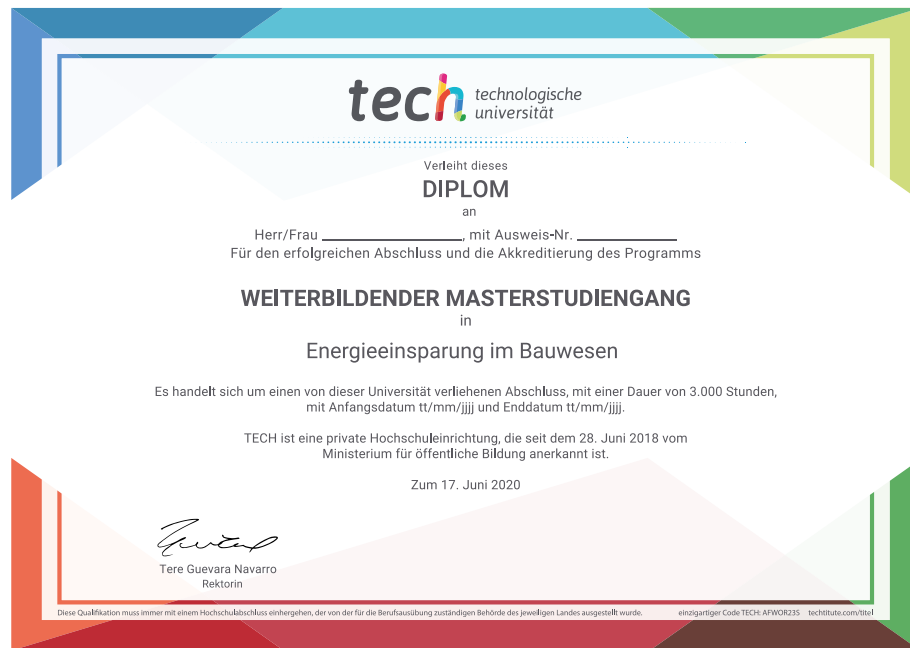 tech technologische
universität
Verleiht dieses
DIPLOM
an
Herr/Frau ____________________, mit Ausweis-Nr. ______________
Für den erfolgreichen Abschluss und die Akkreditierung des Programms
WEITERBILDENDER MASTERSTUDIENGANG
in
Energieeinsparung im Bauwesen
Es handelt sich um einen von dieser Universität verliehenen Abschluss, mit einer Dauer von 3.000 Stunden,
mit Anfangsdatum tt/mm/jjjj und Enddatum tt/mm/jjjj.
TECH ist eine private Hochschuleinrichtung, die seit dem 28. Juni 2018 vom
Ministerium für öffentliche Bildung anerkannt ist.
Zum 17. Juni 2020
Tere Guevara Navarro
Rektorin
Diese Qualifikation muss immer mit einem Hochschulabschluss einhergehen, der von der für die Berufsausübung zuständigen Behörde des jeweiligen Landes ausgestellt wurde. einzigartiger Code TECH: AFWOR23S techtitute.com/titel